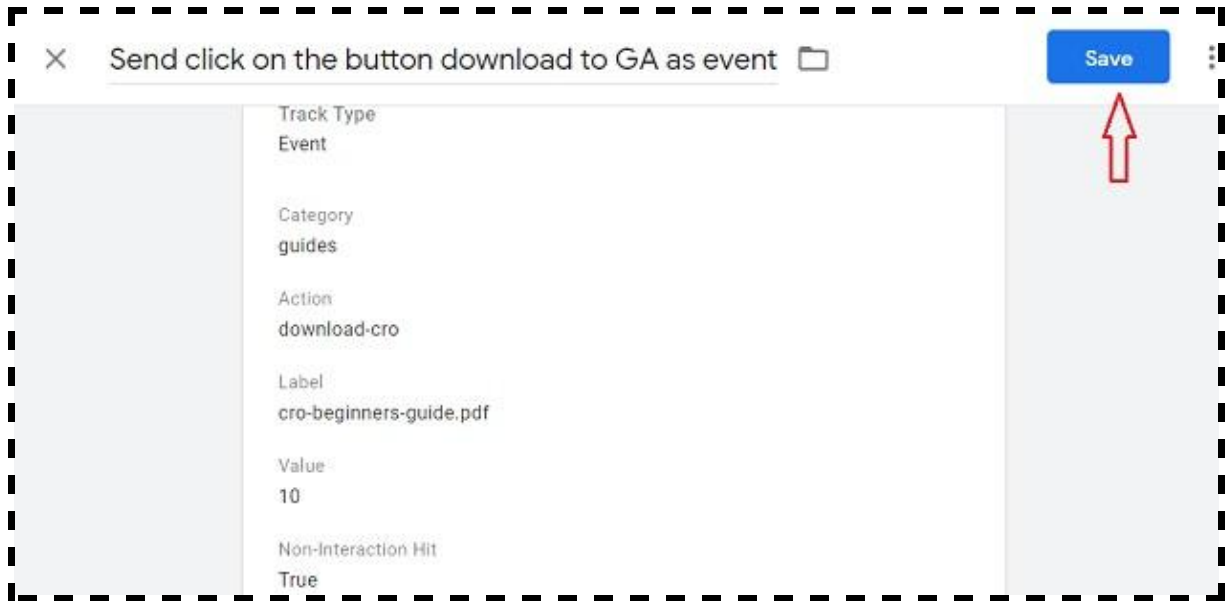 Send click on the button download to GA as event
Save
Track Type
Event
Category
guides
Action
download-cro
Label
cro-beginners-guide.pdf
Value
10
Non-Interaction Hit
True